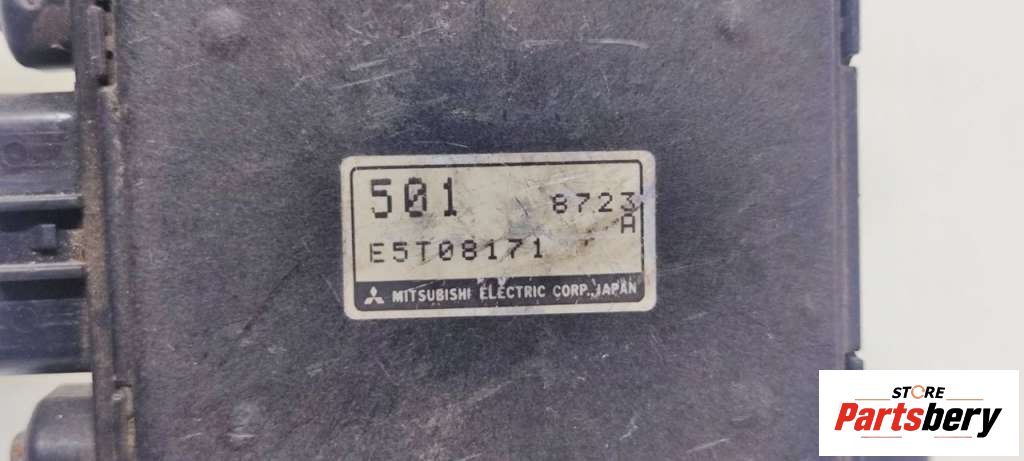 501 8723
A
E5T08171
MITSUBISHI ELECTRIC CORP., JAPAN
STORE
Partsbery